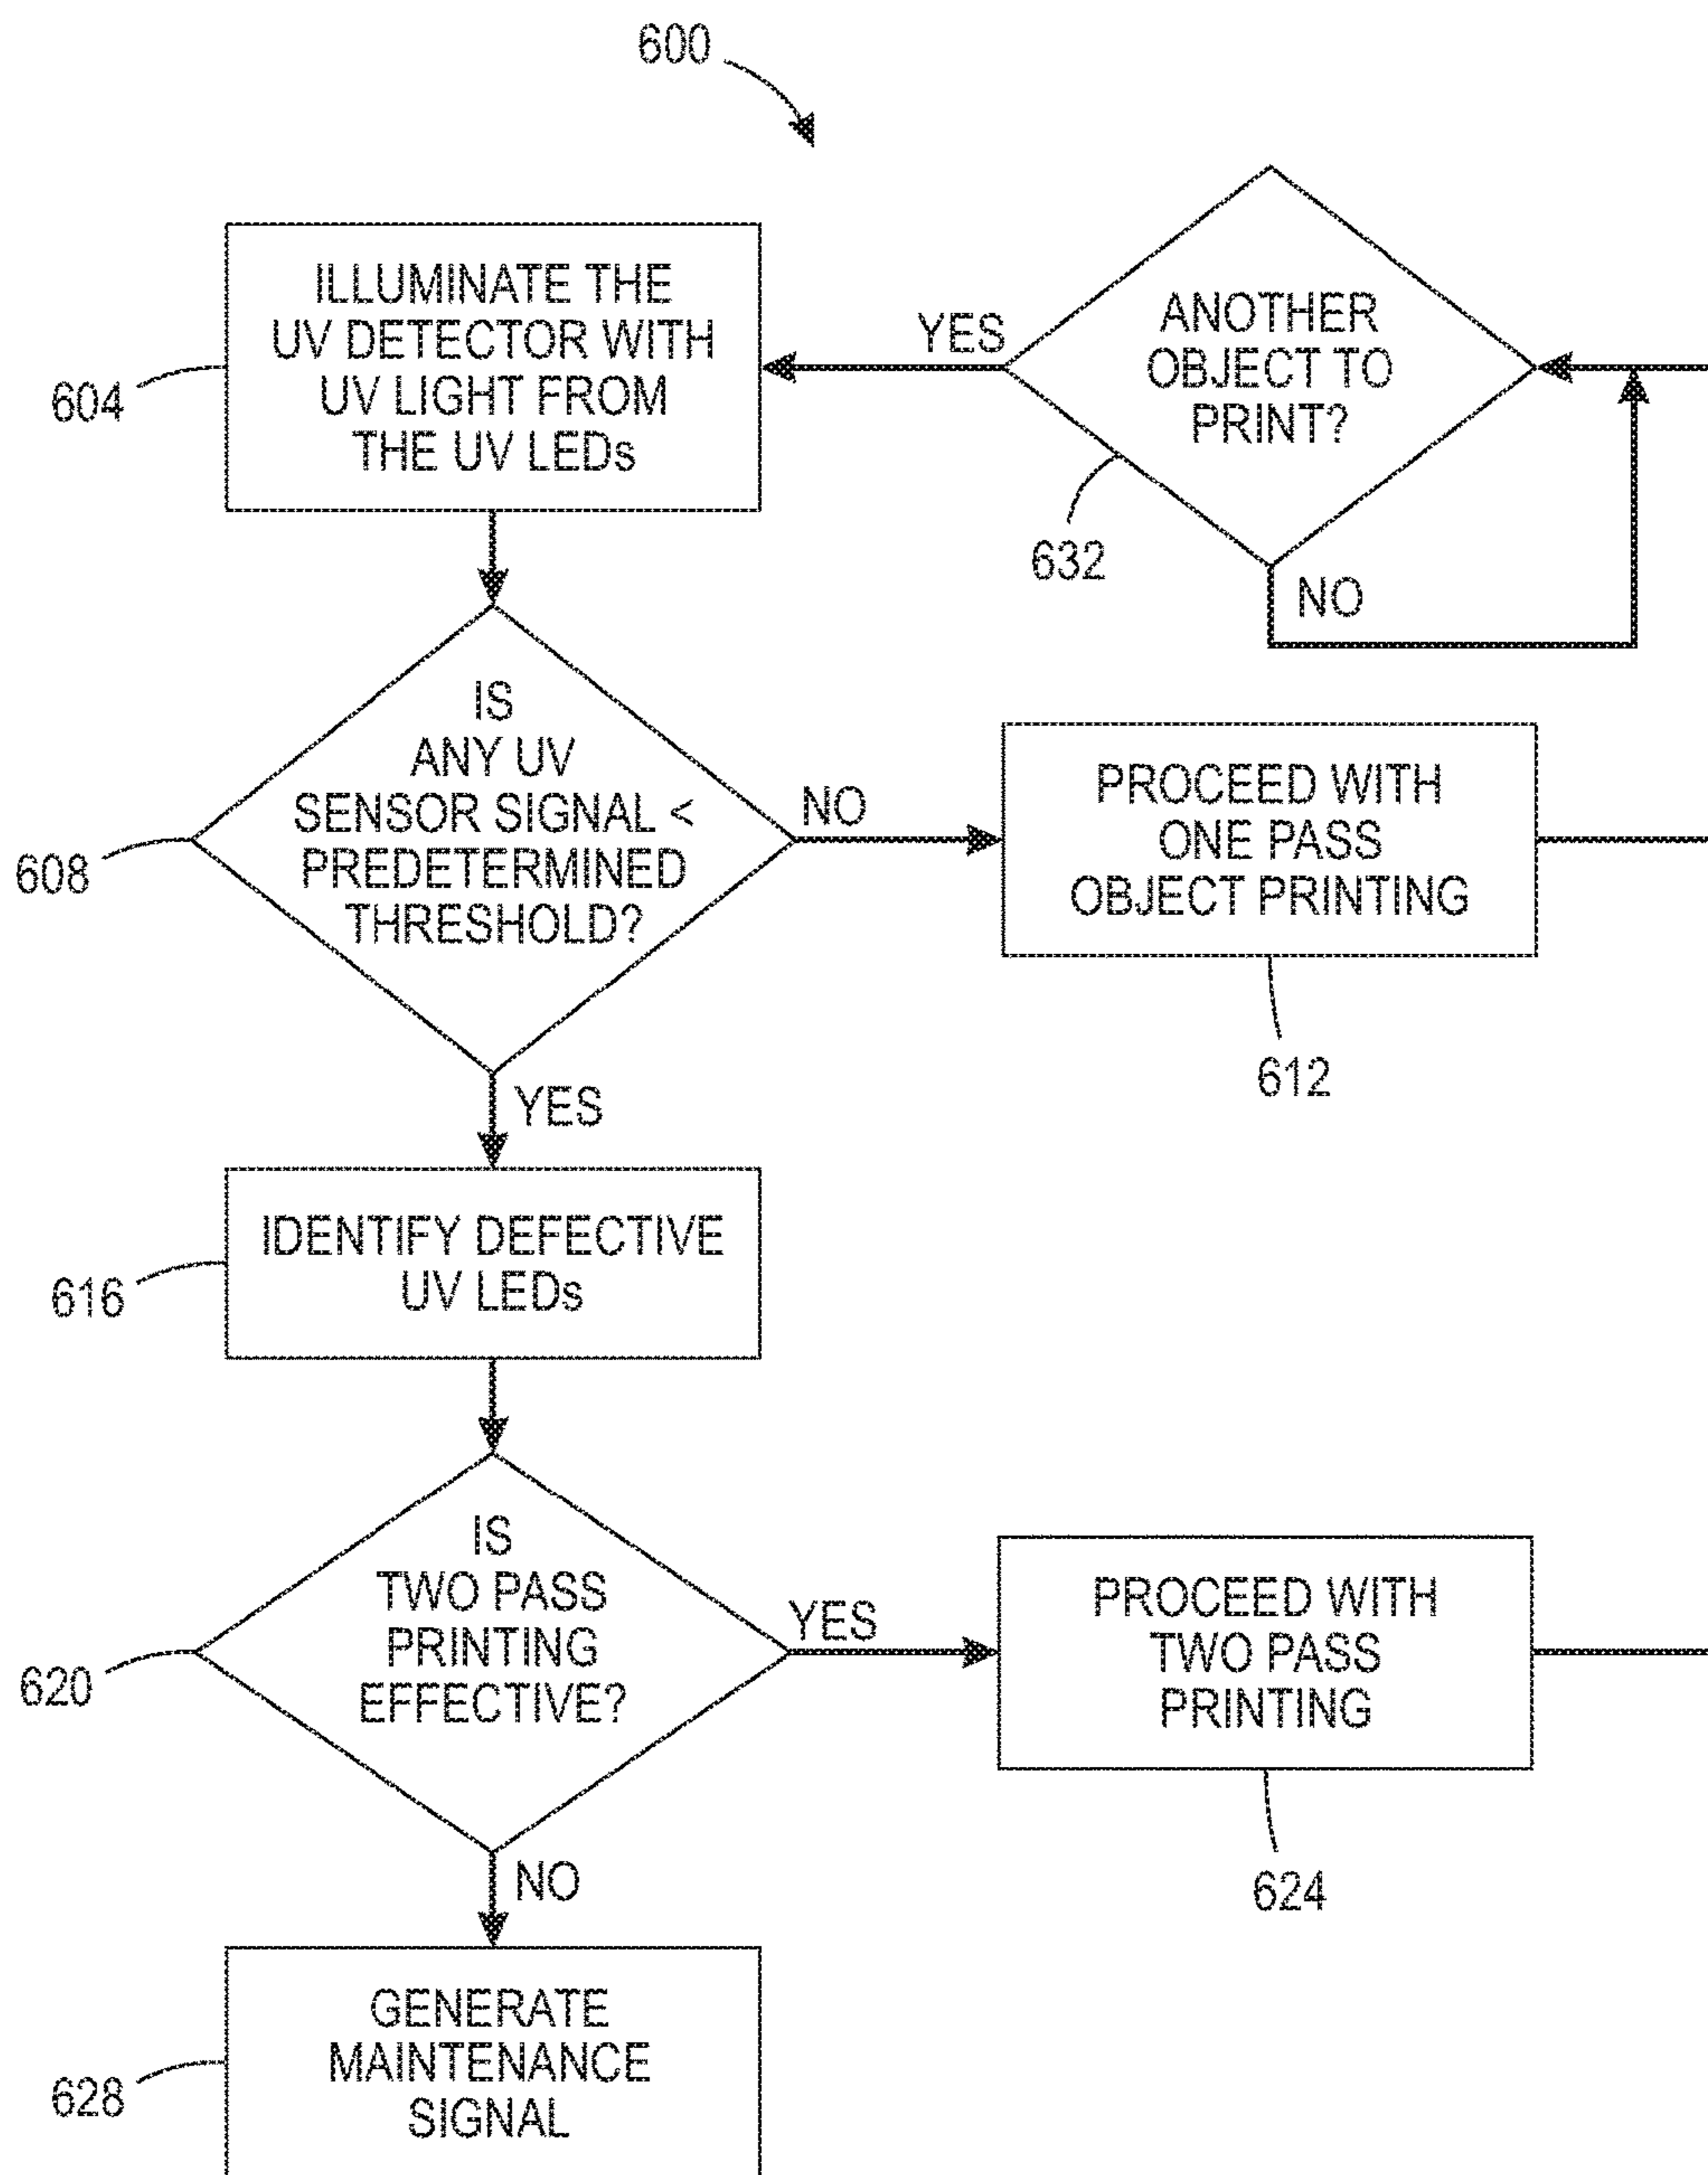 600
ILLUMINATE THE
UV DETECTOR WITH
UV LIGHT FROM
THE UV LEDs
604
YES
ANOTHER
OBJECT TO
PRINT?
632
NO
IS
ANY UV
SENSOR SIGNAL <
PREDETERMINED
THRESHOLD?
608
NO
PROCEED WITH
ONE PASS
OBJECT PRINTING
612
YES
IDENTIFY DEFECTIVE
UV LEDs
616
IS
TWO PASS
PRINTING
EFFECTIVE?
620
YES
PROCEED WITH
TWO PASS
PRINTING
624
NO
GENERATE
MAINTENANCE
SIGNAL
628